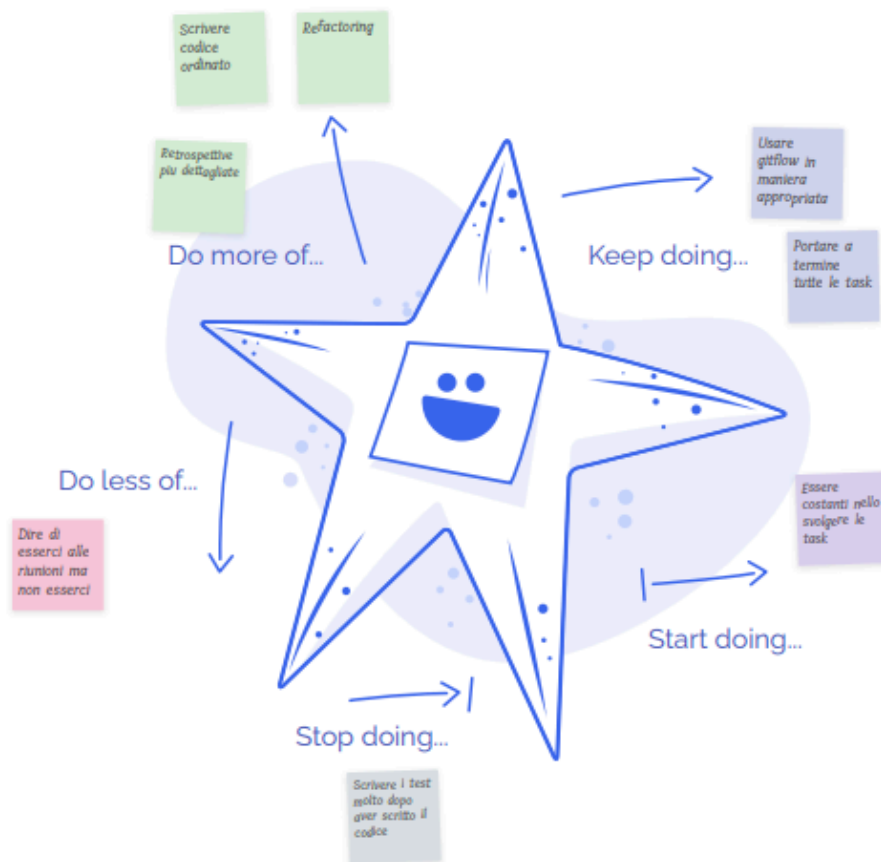 Scrivere
codice
ordinato
Refactoring
Retrospettive
piu dettagliate
Do more of...
Usare
gitflow in
maniera
appropriata
Keep doing...
Portare a
termine
tutte le task
Do less of...
Dire di
esserci alle
riunioni ma
non esserci
Essere
costanti nello
svolgere le
task
Start doing...
Stop doing...
Scrivere i test
molto dopo
aver scritto il
codice